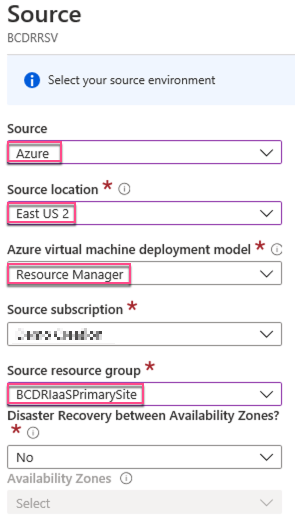 Source
BCDRRSV
Select your source environment
Source
Azure
Source location *
East US 2
Azure virtual machine deployment model *
Resource Manager
Source subscription *
Source resource group *
BCDRIaaSPrimarySite
Disaster Recovery between Availability Zones?
*
No
Availability Zones
Select